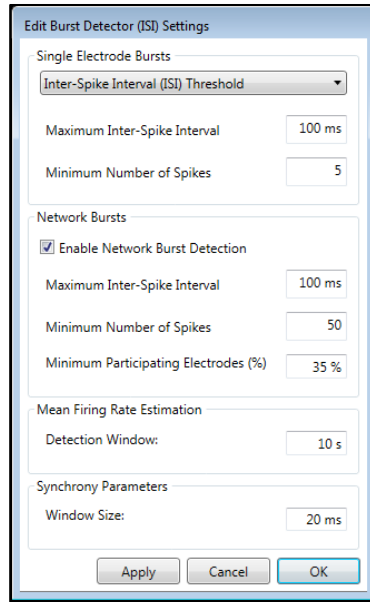 Edit Burst Detector (ISI) Settings
Single Electrode Bursts
Inter-Spike Interval (ISI) Threshold
Maximum Inter-Spike Interval 100 ms
Minimum Number of Spikes 5
Network Bursts
Enable Network Burst Detection
Maximum Inter-Spike Interval 100 ms
Minimum Number of Spikes 50
Minimum Participating Electrodes (%) 35 %
Mean Firing Rate Estimation
Detection Window: 10 s
Synchrony Parameters
Window Size: 20 ms
Apply Cancel OK